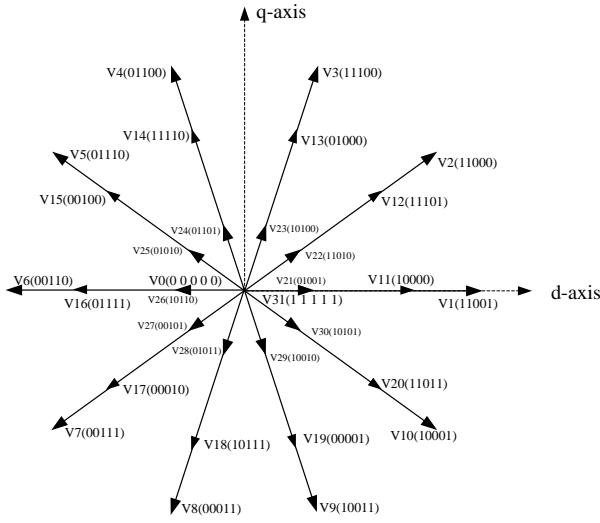 q-axis
V4(01100)
V3(11100)
V14(11110)
V13(01000)
V5(01110)
V2(11000)
V15(00100)
V12(11101)
V24(01101)
V23(10100)
V25(01010)
V22(11010)
V6(00110)
V0(0 0 0 0 0)
V21(01001)
V11(10000)
d-axis
V16(01111)
V26(10110)
V31(1 1 1 1 1)
V1(11001)
V27(00101)
V30(10101)
V28(01011)
V29(10010)
V17(00010)
V20(11011)
V7(00111)
V10(10001)
V18(10111)
V19(00001)
V8(00011)
V9(10011)